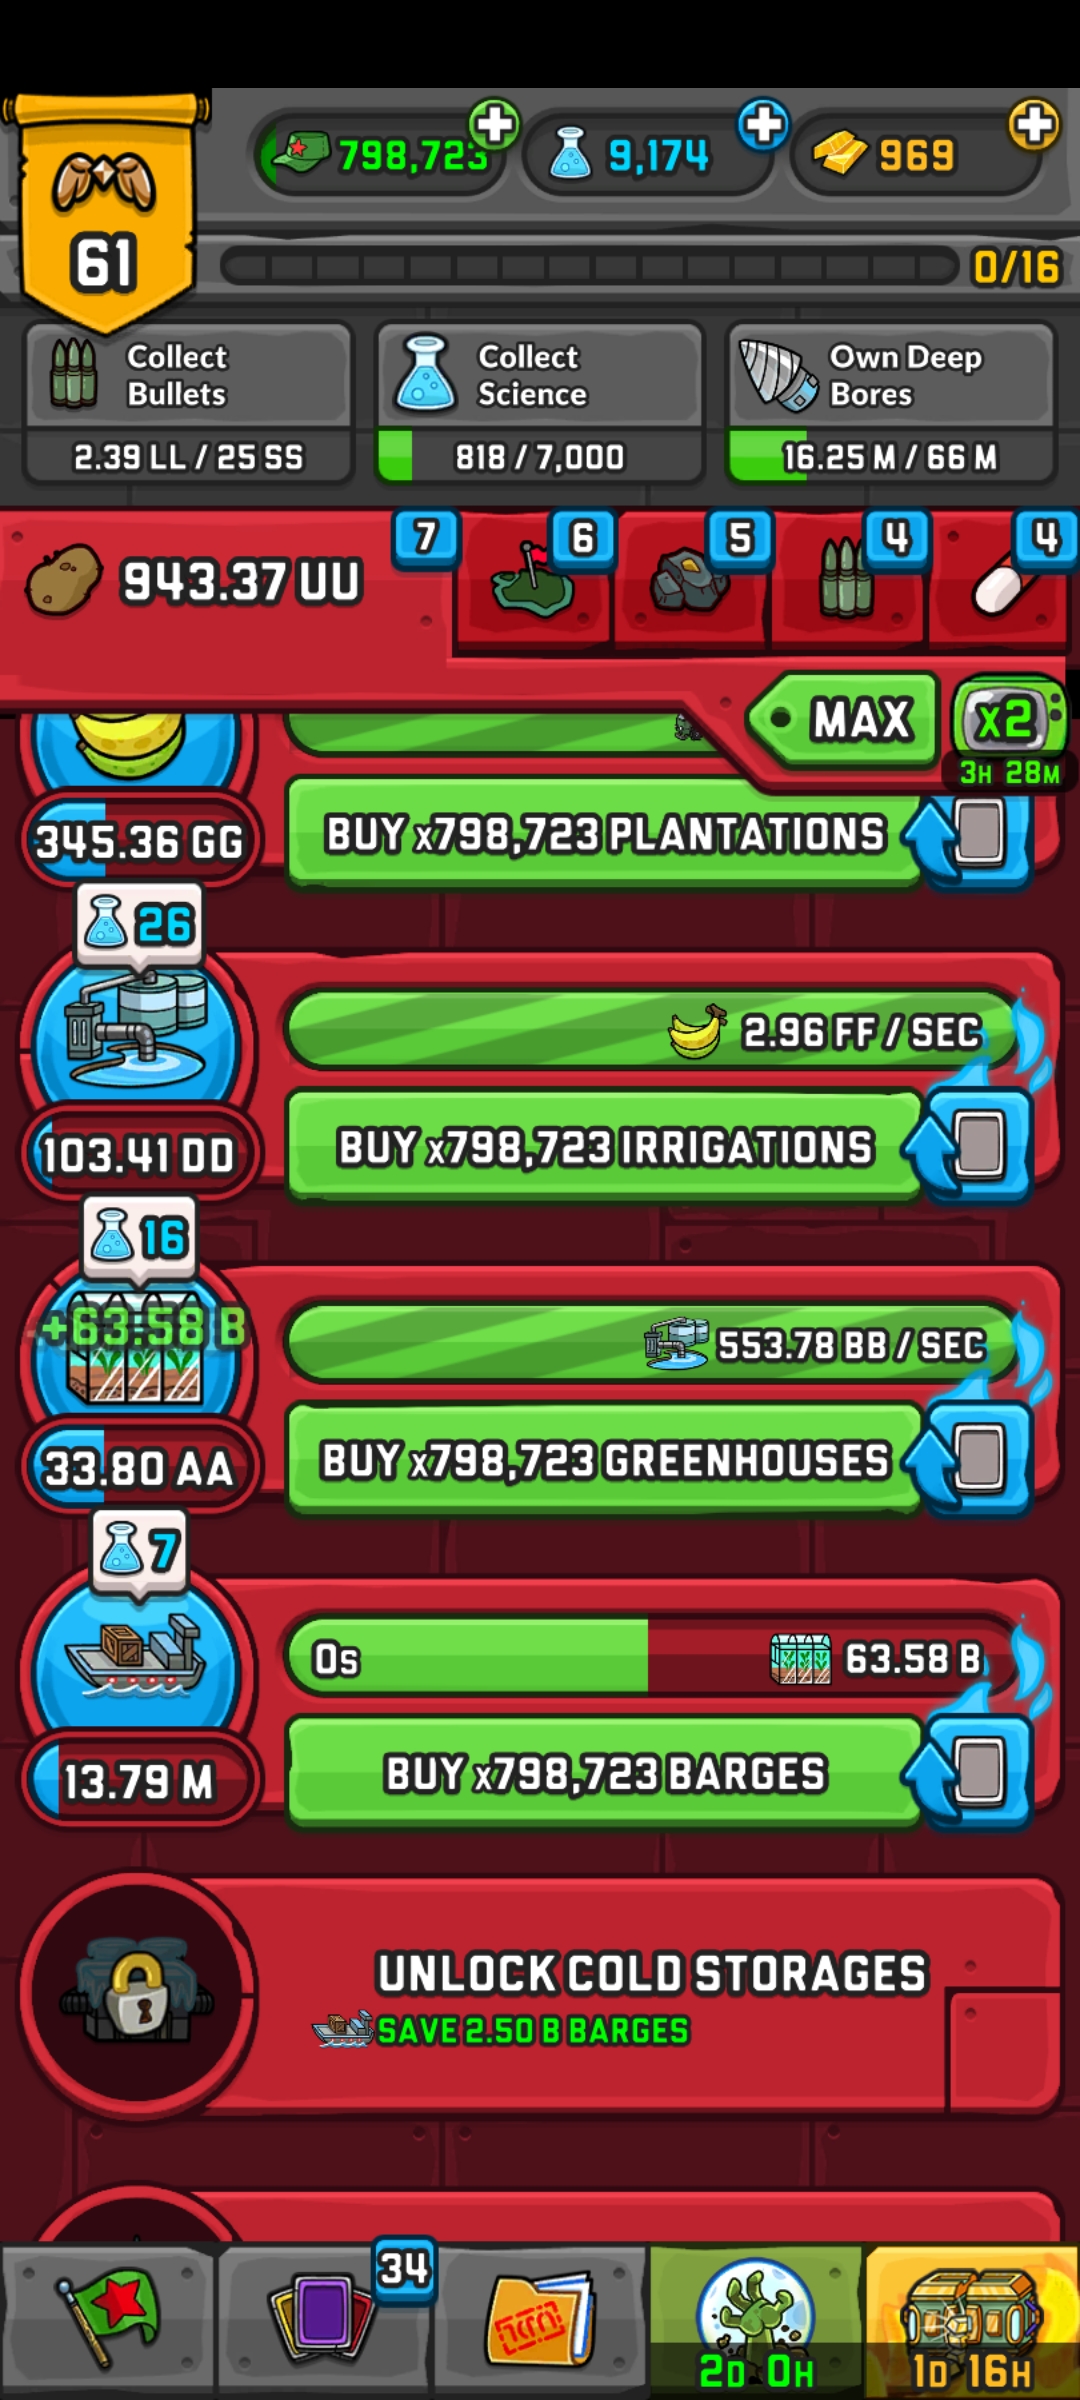 798,723
9,174
969
61
0/16
Collect
Bullets
2.39 LL / 25 SS
Collect
Science
818 / 7,000
Own Deep
Bores
16.25 M / 66 M
943.37 UU
7
6
5
4
4
MAX
x2
3H 28M
345.36 GG
BUY x798,723 PLANTATIONS
26
2.96 FF / SEC
103.41 DD
BUY x798,723 IRRIGATIONS
16
+63.58 B
553.78 BB / SEC
33.80 AA
BUY x798,723 GREENHOUSES
7
0s
63.58 B
13.79 M
BUY x798,723 BARGES
UNLOCK COLD STORAGES
SAVE 2.50 B BARGES
34
2D 0H
1D 16H